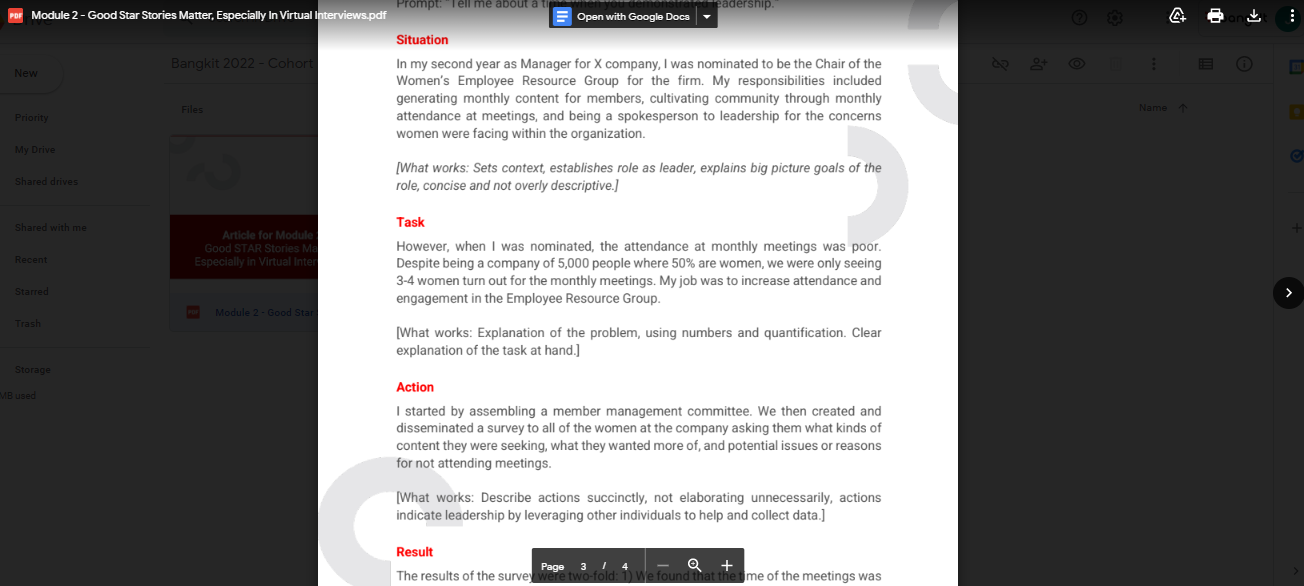 PDF Module 2 - Good Star Stories Matter, Especially In Virtual Interviews.pdf
Open with Google Docs
Prompt: "Tell me about a time when you demonstrated leadership."
Situation
In my second year as Manager for X company, I was nominated to be the Chair of the
Women's Employee Resource Group for the firm. My responsibilities included
generating monthly content for members, cultivating community through monthly
attendance at meetings, and being a spokesperson to leadership for the concerns
women were facing within the organization.
[What works: Sets context, establishes role as leader, explains big picture goals of the
role, concise and not overly descriptive.]
Task
However, when I was nominated, the attendance at monthly meetings was poor.
Despite being a company of 5,000 people where 50% are women, we were only seeing
3-4 women turn out for the monthly meetings. My job was to increase attendance and
engagement in the Employee Resource Group.
[What works: Explanation of the problem, using numbers and quantification. Clear
explanation of the task at hand.]
Action
I started by assembling a member management committee. We then created and
disseminated a survey to all of the women at the company asking them what kinds of
content they were seeking, what they wanted more of, and potential issues or reasons
for not attending meetings.
[What works: Describe actions succinctly, not elaborating unnecessarily, actions
indicate leadership by leveraging other individuals to help and collect data.]
Result
The results of the survey were two-fold: 1) We found that the time of the meetings was
Page 3 / 4
New
Priority
My Drive
Shared drives
Shared with me
Recent
Starred
Trash
Storage
MB used
Bangkit 2022 - Cohort
Files
Article for Module
Good STAR Stories Ma
Especially in Virtual Inter
PDF Module 2 - Good Star
Name